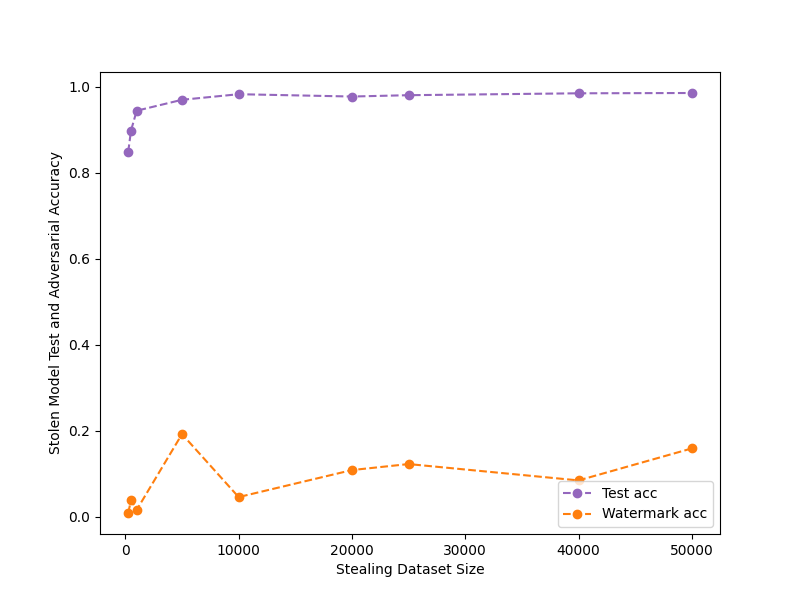 1.0
0.8
0.6
0.4
0.2
0.0
Stolen Model Test and Adversarial Accuracy
Test acc
Watermark acc
0 10000 20000 30000 40000 50000
Stealing Dataset Size